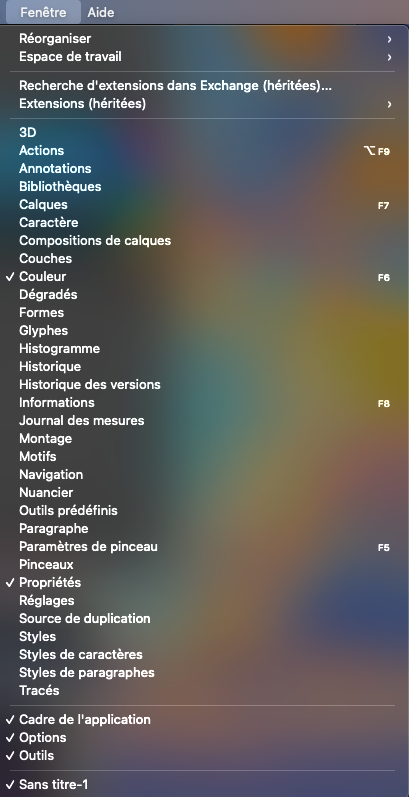 Fenêtre Aide
Réorganiser ›
Espace de travail ›
Recherche d'extensions dans Exchange (héritées)...
Extensions (héritées) ›
3D
Actions ⌥ F9
Annotations
Bibliothèques
Calques F7
Caractère
Compositions de calques
Couches
✓ Couleur F6
Dégradés
Formes
Glyphes
Histogramme
Historique
Historique des versions
Informations F8
Journal des mesures
Montage
Motifs
Navigation
Nuancier
Outils prédéfinis
Paragraphe
Paramètres de pinceau F5
Pinceaux
✓ Propriétés
Réglages
Source de duplication
Styles
Styles de caractères
Styles de paragraphes
Tracés
✓ Cadre de l'application
✓ Options
✓ Outils
✓ Sans titre-1